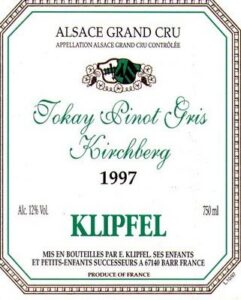 ALSACE GRAND CRU
APPELLATION ALSACE GRAND CRU CONTRÔLÉE
Tokay Pinot Gris
Kirchberg
1997
Alc. 12% Vol.
750 ml
KLIPFEL
MIS EN BOUTEILLES PAR E. KLIPFEL, SES ENFANTS
ET PETITS-ENFANTS SUCCESSEURS A 67140 BARR FRANCE
PRODUCT OF FRANCE